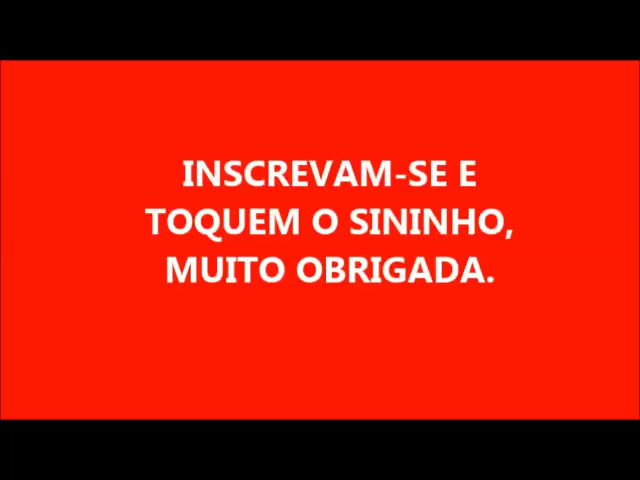 INSCREVAM-SE E
TOQUEM O SININHO,
MUITO OBRIGADA.